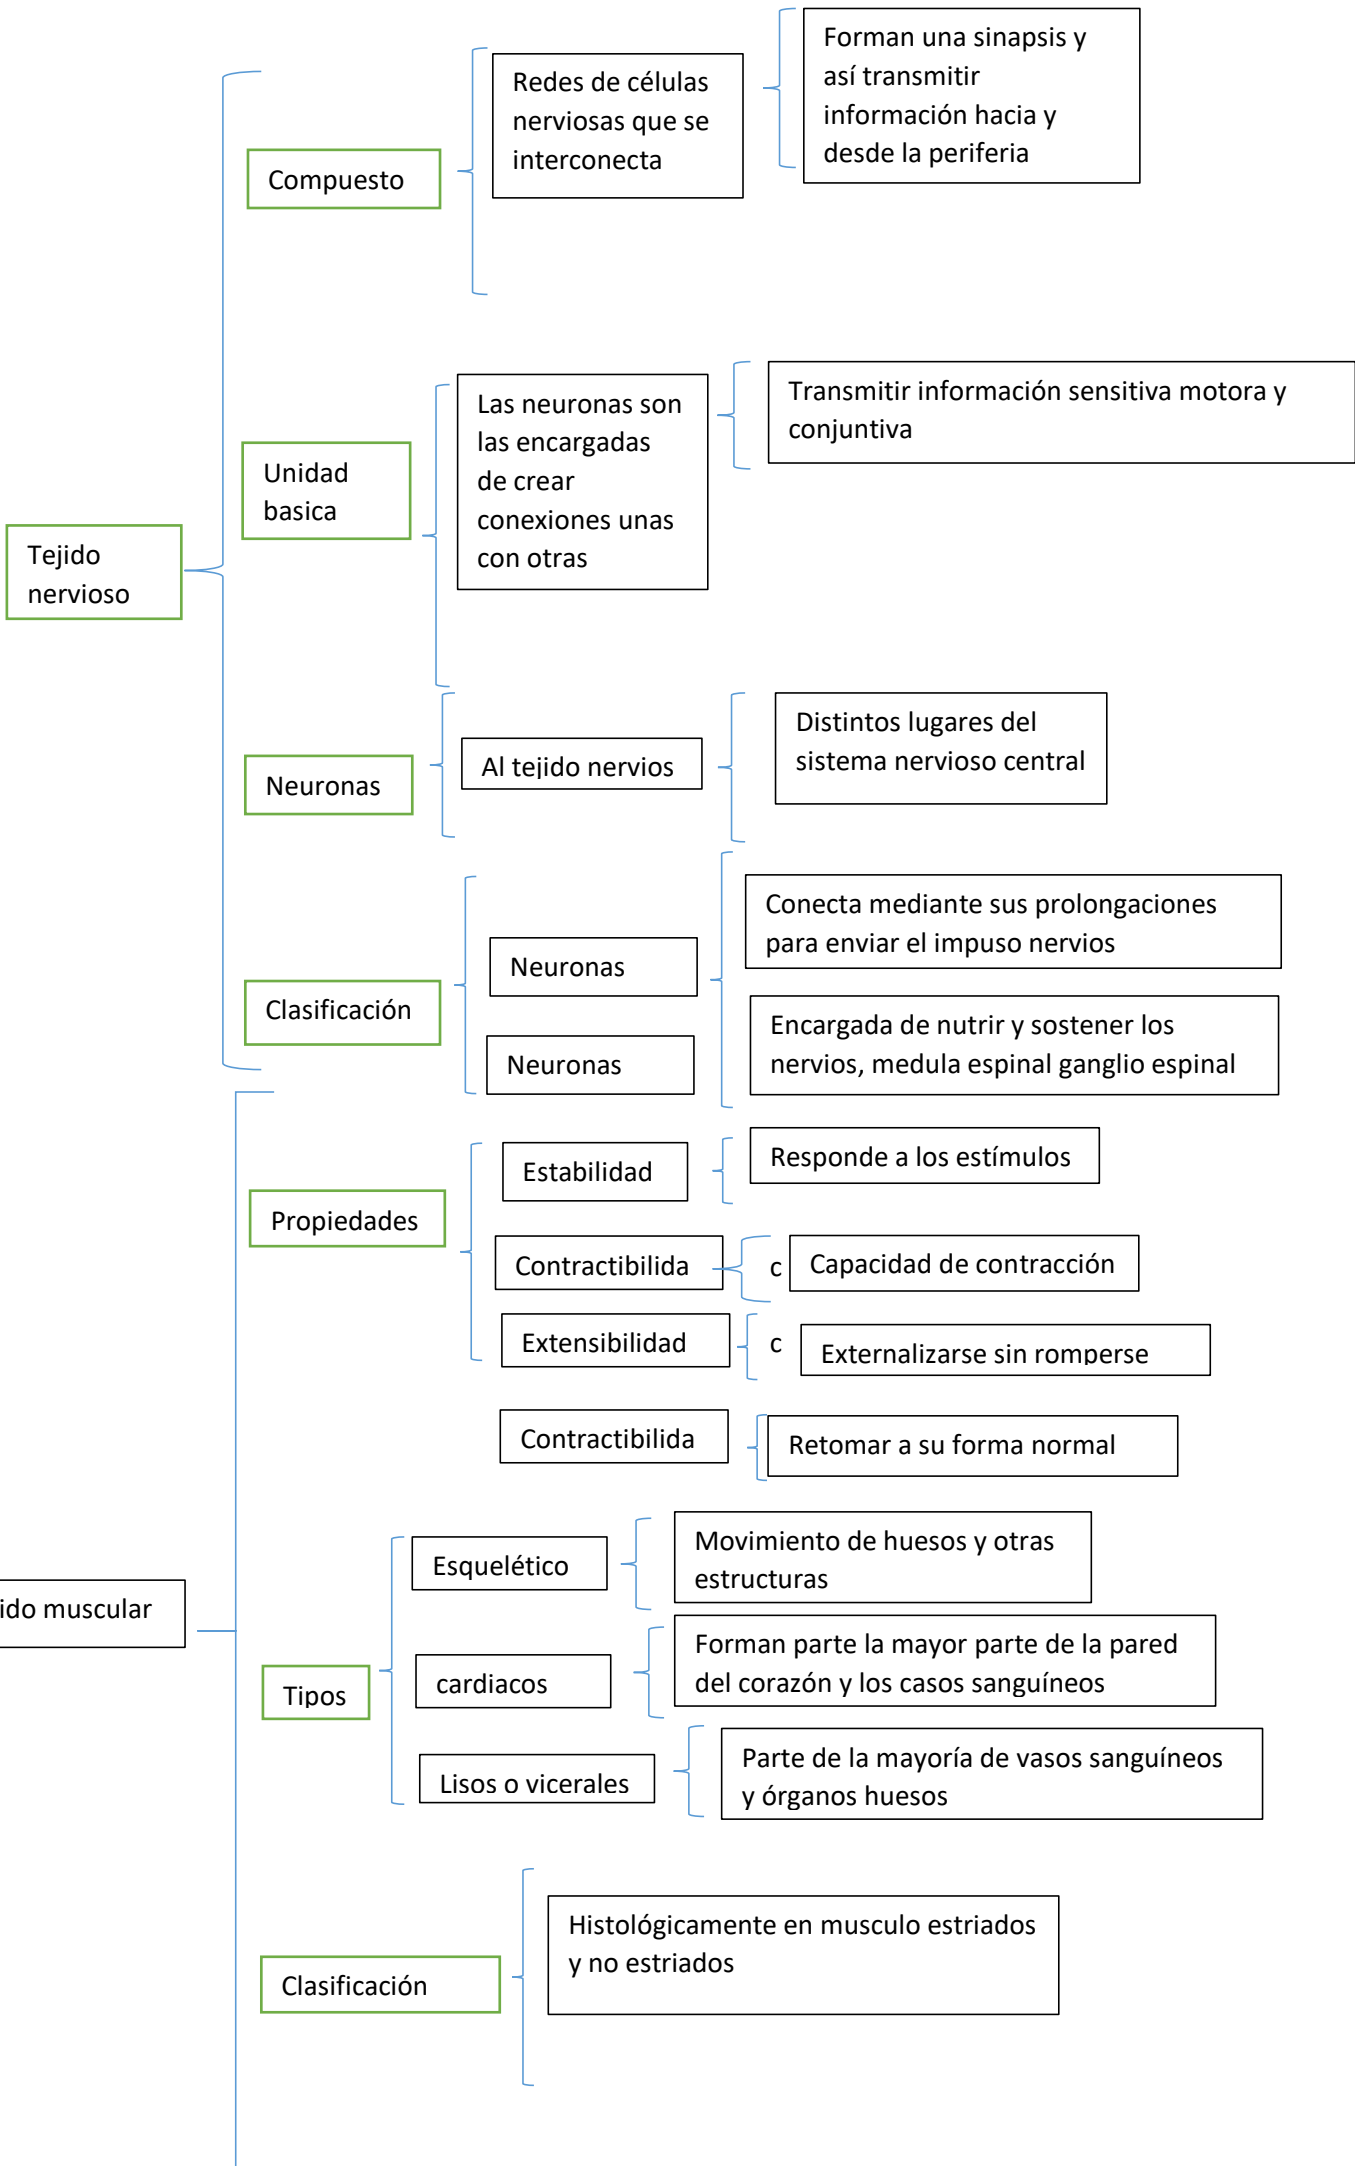 Forman una sinapsis y
así transmitir
información hacia y
desde la periferia
Redes de células
nerviosas que se
interconecta
Compuesto
Transmitir información sensitiva motora y
conjuntiva
Las neuronas son
las encargadas
de crear
conexiones unas
con otras
Unidad
basica
Tejido
nervioso
Distintos lugares del
sistema nervioso central
Al tejido nervios
Neuronas
Conecta mediante sus prolongaciones
para enviar el impuso nervios
Neuronas
Clasificación
Encargada de nutrir y sostener los
nervios, medula espinal ganglio espinal
Neuronas
Estabilidad
Responde a los estímulos
Propiedades
Contractibilida
c
Capacidad de contracción
Extensibilidad
c
Externalizarse sin romperse
Contractibilida
Retomar a su forma normal
Esquelético
Movimiento de huesos y otras
estructuras
ido muscular
Tipos
cardiacos
Forman parte la mayor parte de la pared
del corazón y los casos sanguíneos
Lisos o vicerales
Parte de la mayoría de vasos sanguíneos
y órganos huesos
Clasificación
Histológicamente en musculo estriados
y no estriados